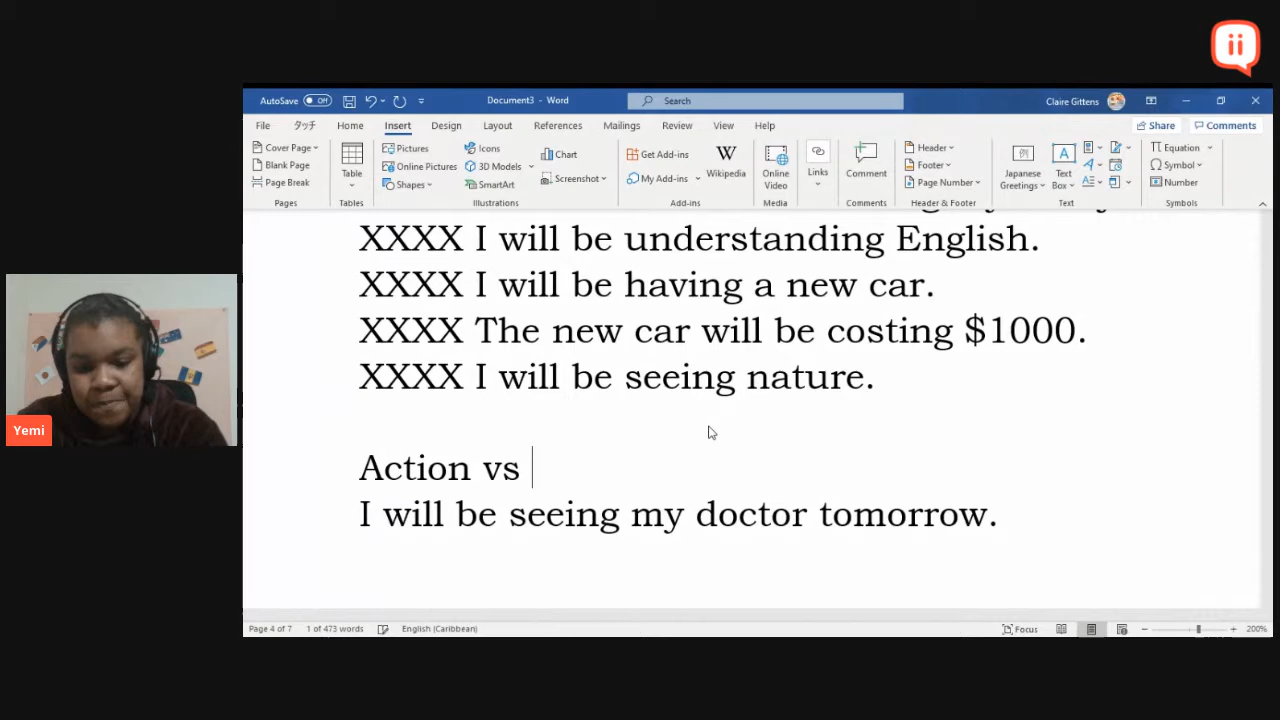 ii
AutoSave Off Document3 - Word Search Claire Gittens
File タッチ Home Insert Design Layout References Mailings Review View Help Share Comments
Cover Page Blank Page Page Break Pages
Table Tables
Pictures Online Pictures Shapes Icons 3D Models SmartArt Chart Screenshot Illustrations
Get Add-ins My Add-ins W Wikipedia Add-ins
Online Video Media
Links
Comment Comments
Header Footer Page Number Header & Footer
Japanese Greetings Text Box Text
Equation Symbol Number Symbols
XXXX I will be understanding English.
XXXX I will be having a new car.
XXXX The new car will be costing $1000.
XXXX I will be seeing nature.
Action vs
I will be seeing my doctor tomorrow.
Yemi
Page 4 of 7 1 of 473 words English (Caribbean) Focus 200%